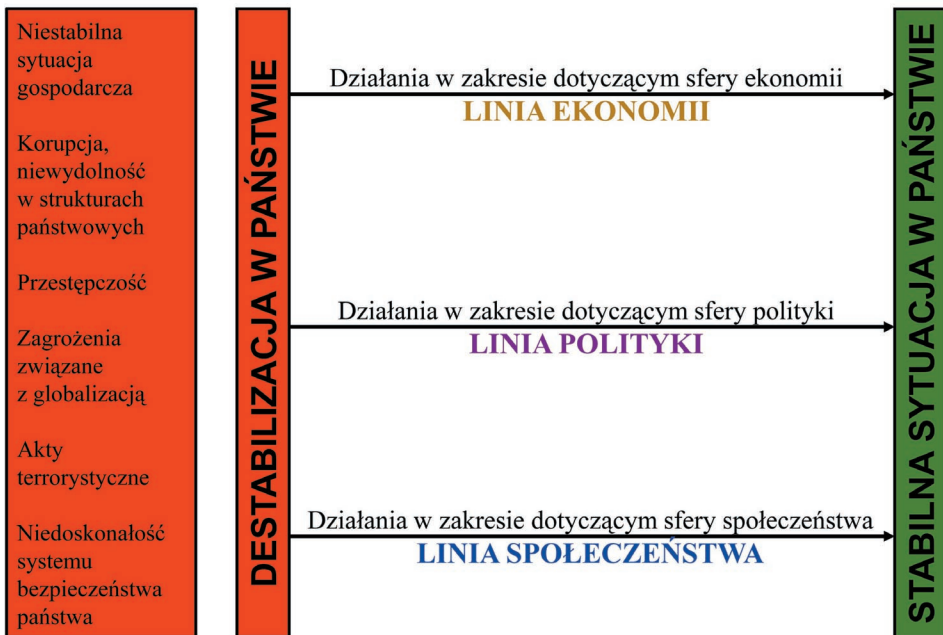 Niestabilna
sytuacja
gospodarcza
Korupcja,
niewydolność
w strukturach
państwowych
Przestępczość
Zagrożenia
związane
z globalizacją
Akty
terrorystyczne
Niedoskonałość
systemu
bezpieczeństwa
państwa
DESTABILIZACJA W PAŃSTWIE
Działania w zakresie dotyczącym sfery ekonomii
LINIA EKONOMII
Działania w zakresie dotyczącym sfery polityki
LINIA POLITYKI
Działania w zakresie dotyczącym sfery społeczeństwa
LINIA SPOŁECZEŃSTWA
STABILNA SYTUACJA W PAŃSTWIE